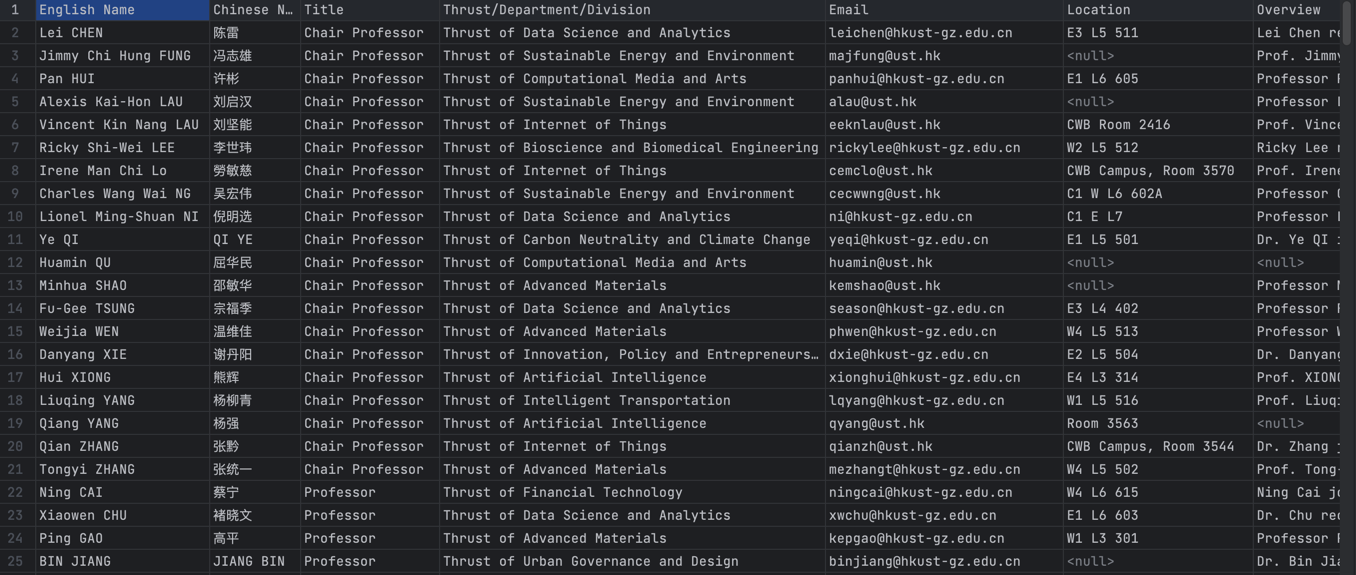 1 English Name Chinese N… Title Thrust/Department/Division Email Location Overview
2 Lei CHEN 陈雷 Chair Professor Thrust of Data Science and Analytics leichen@hkust-gz.edu.cn E3 L5 511 Lei Chen re
3 Jimmy Chi Hung FUNG 冯志雄 Chair Professor Thrust of Sustainable Energy and Environment majfung@ust.hk <null> Prof. Jimmy
4 Pan HUI 许彬 Chair Professor Thrust of Computational Media and Arts panhui@hkust-gz.edu.cn E1 L6 605 Professor P
5 Alexis Kai-Hon LAU 刘启汉 Chair Professor Thrust of Sustainable Energy and Environment alau@ust.hk <null> Professor L
6 Vincent Kin Nang LAU 刘坚能 Chair Professor Thrust of Internet of Things eeknlau@ust.hk CWB Room 2416 Prof. Vince
7 Ricky Shi-Wei LEE 李世玮 Chair Professor Thrust of Bioscience and Biomedical Engineering rickylee@hkust-gz.edu.cn W2 L5 512 Ricky Lee r
8 Irene Man Chi Lo 勞敏慈 Chair Professor Thrust of Internet of Things cemclo@ust.hk CWB Campus, Room 3570 Prof. Irene
9 Charles Wang Wai NG 吴宏伟 Chair Professor Thrust of Sustainable Energy and Environment cecwwng@ust.hk C1 W L6 602A Professor C
10 Lionel Ming-Shuan NI 倪明选 Chair Professor Thrust of Data Science and Analytics ni@hkust-gz.edu.cn C1 E L7 Professor L
11 Ye QI QI YE Chair Professor Thrust of Carbon Neutrality and Climate Change yeqi@hkust-gz.edu.cn E1 L5 501 Dr. Ye QI i
12 Huamin QU 屈华民 Chair Professor Thrust of Computational Media and Arts huamin@ust.hk <null> <null>
13 Minhua SHAO 邵敏华 Chair Professor Thrust of Advanced Materials kemshao@ust.hk <null> Professor M
14 Fu-Gee TSUNG 宗福季 Chair Professor Thrust of Data Science and Analytics season@hkust-gz.edu.cn E3 L4 402 Professor F
15 Weijia WEN 温维佳 Chair Professor Thrust of Advanced Materials phwen@hkust-gz.edu.cn W4 L5 513 Professor W
16 Danyang XIE 谢丹阳 Chair Professor Thrust of Innovation, Policy and Entrepreneurs… dxie@hkust-gz.edu.cn E2 L5 504 Dr. Danyang
17 Hui XIONG 熊辉 Chair Professor Thrust of Artificial Intelligence xionghui@hkust-gz.edu.cn E4 L3 314 Prof. XIONG
18 Liuqing YANG 杨柳青 Chair Professor Thrust of Intelligent Transportation lqyang@hkust-gz.edu.cn W1 L5 516 Prof. Liuqi
19 Qiang YANG 杨强 Chair Professor Thrust of Artificial Intelligence qyang@ust.hk Room 3563 <null>
20 Qian ZHANG 张黔 Chair Professor Thrust of Internet of Things qianzh@ust.hk CWB Campus, Room 3544 Dr. Zhang j
21 Tongyi ZHANG 张统一 Chair Professor Thrust of Advanced Materials mezhangt@hkust-gz.edu.cn W4 L5 502 Prof. Tong-
22 Ning CAI 蔡宁 Professor Thrust of Financial Technology ningcai@hkust-gz.edu.cn W4 L6 615 Ning Cai jo
23 Xiaowen CHU 褚晓文 Professor Thrust of Data Science and Analytics xwchu@hkust-gz.edu.cn E1 L6 603 Dr. Chu rec
24 Ping GAO 高平 Professor Thrust of Advanced Materials kepgao@hkust-gz.edu.cn W1 L3 301 Professor P
25 BIN JIANG JIANG BIN Professor Thrust of Urban Governance and Design binjiang@hkust-gz.edu.cn <null> Dr. Bin Jia